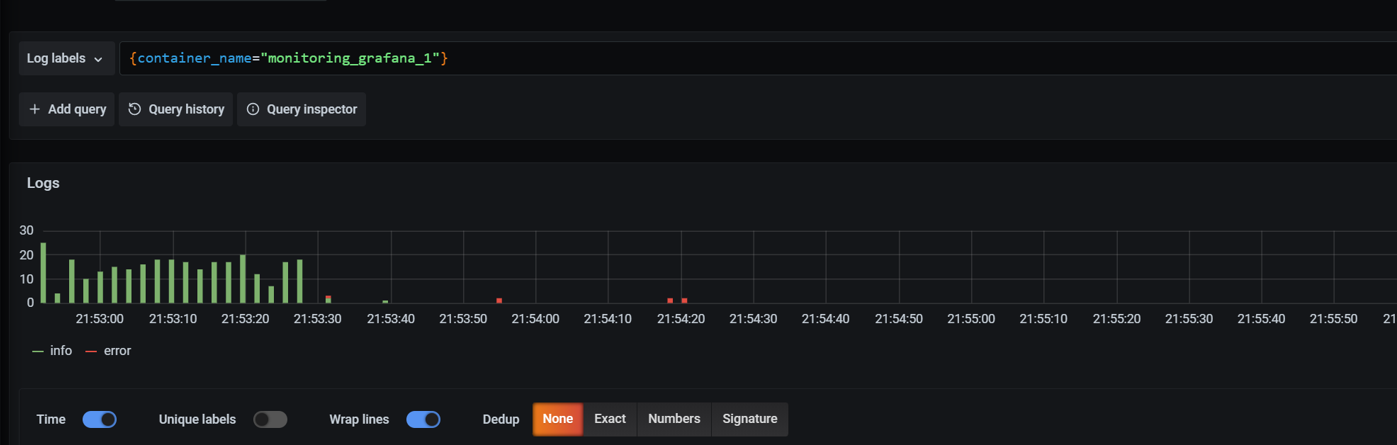 Log labels {container_name="monitoring_grafana_1"}
+ Add query Query history Query inspector
Logs
30
20
10
0
21:53:00 21:53:10 21:53:20 21:53:30 21:53:40 21:53:50 21:54:00 21:54:10 21:54:20 21:54:30 21:54:40 21:54:50 21:55:00 21:55:10 21:55:20 21:55:30 21:55:40 21:55:50 21
info error
Time Unique labels Wrap lines Dedup None Exact Numbers Signature